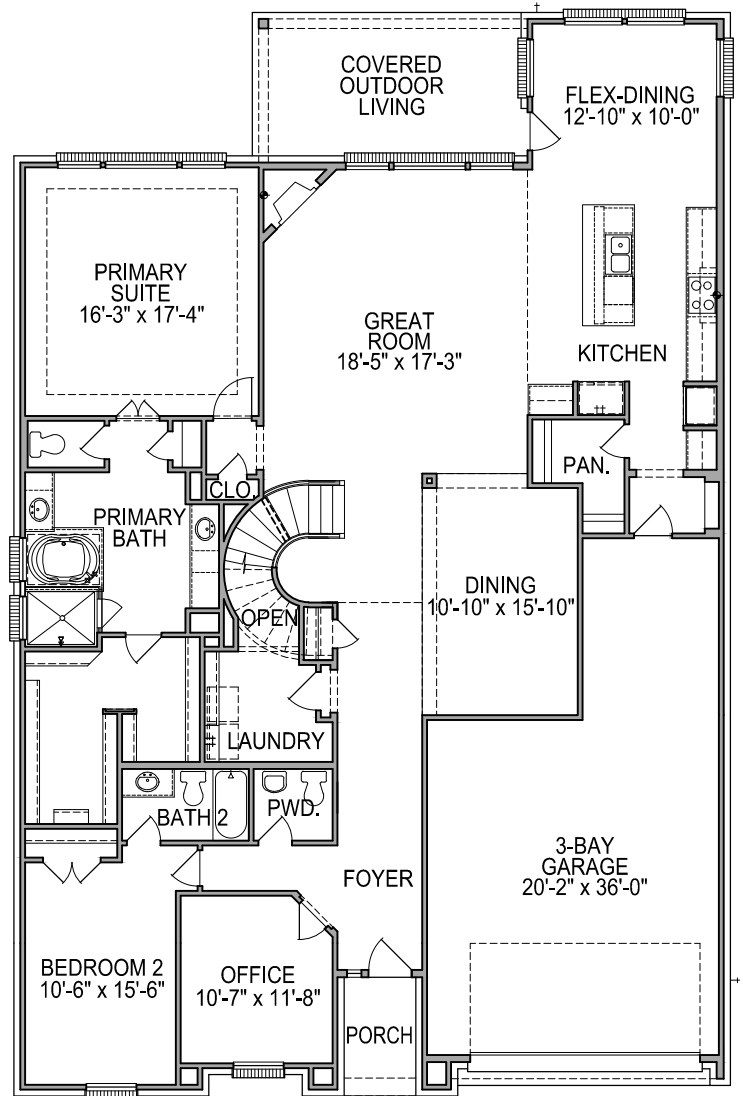 COVERED
OUTDOOR
LIVING
FLEX-DINING
12'-10" x 10'-0"
PRIMARY
SUITE
16'-3" x 17'-4"
GREAT
ROOM
18'-5" x 17'-3"
KITCHEN
PAN.
CLO.
PRIMARY
BATH
DINING
10'-10" x 15'-10"
OPEN
LAUNDRY
BATH 2
PWD.
3-BAY
GARAGE
20'-2" x 36'-0"
FOYER
BEDROOM 2
10'-6" x 15'-6"
OFFICE
10'-7" x 11'-8"
PORCH